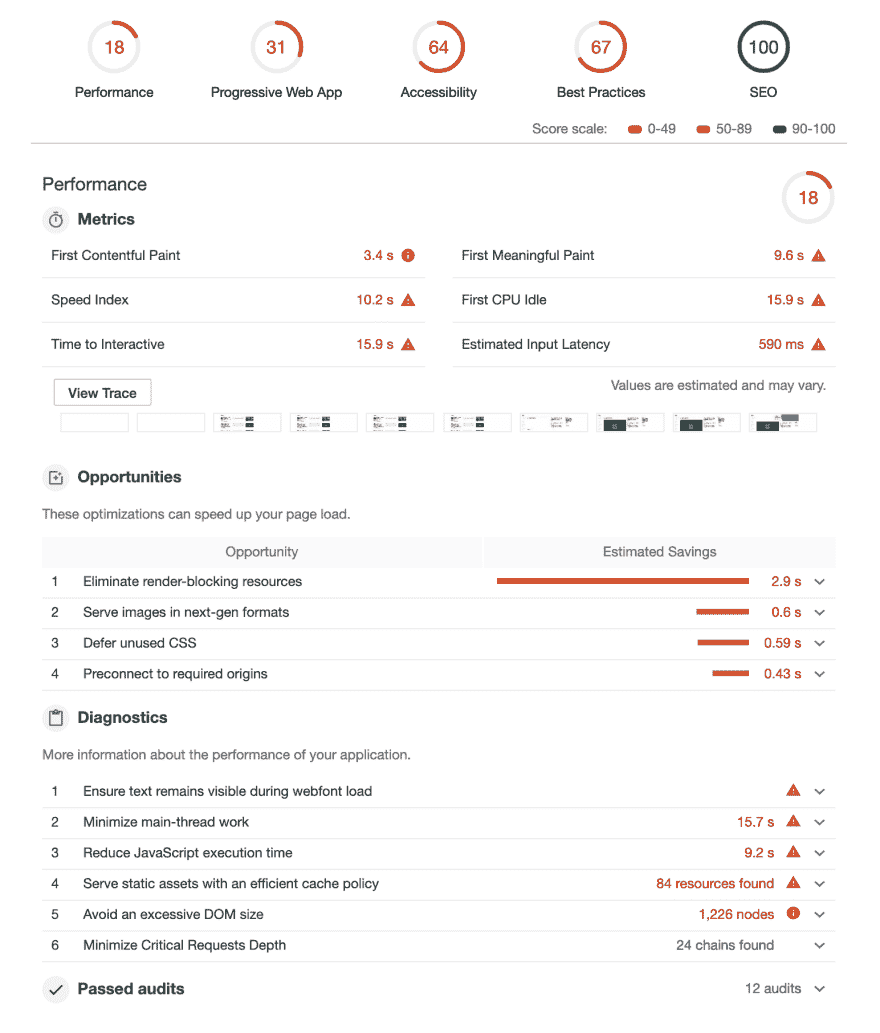 18 31 64 67 100
Performance Progressive Web App Accessibility Best Practices SEO
Score scale: 0-49 50-89 90-100
Performance 18
Metrics
First Contentful Paint 3.4 s First Meaningful Paint 9.6 s
Speed Index 10.2 s First CPU Idle 15.9 s
Time to Interactive 15.9 s Estimated Input Latency 590 ms
View Trace Values are estimated and may vary.
Opportunities
These optimizations can speed up your page load.
Opportunity Estimated Savings
1 Eliminate render-blocking resources 2.9 s
2 Serve images in next-gen formats 0.6 s
3 Defer unused CSS 0.59 s
4 Preconnect to required origins 0.43 s
Diagnostics
More information about the performance of your application.
1 Ensure text remains visible during webfont load
2 Minimize main-thread work 15.7 s
3 Reduce JavaScript execution time 9.2 s
4 Serve static assets with an efficient cache policy 84 resources found
5 Avoid an excessive DOM size 1,226 nodes
6 Minimize Critical Requests Depth 24 chains found
Passed audits 12 audits